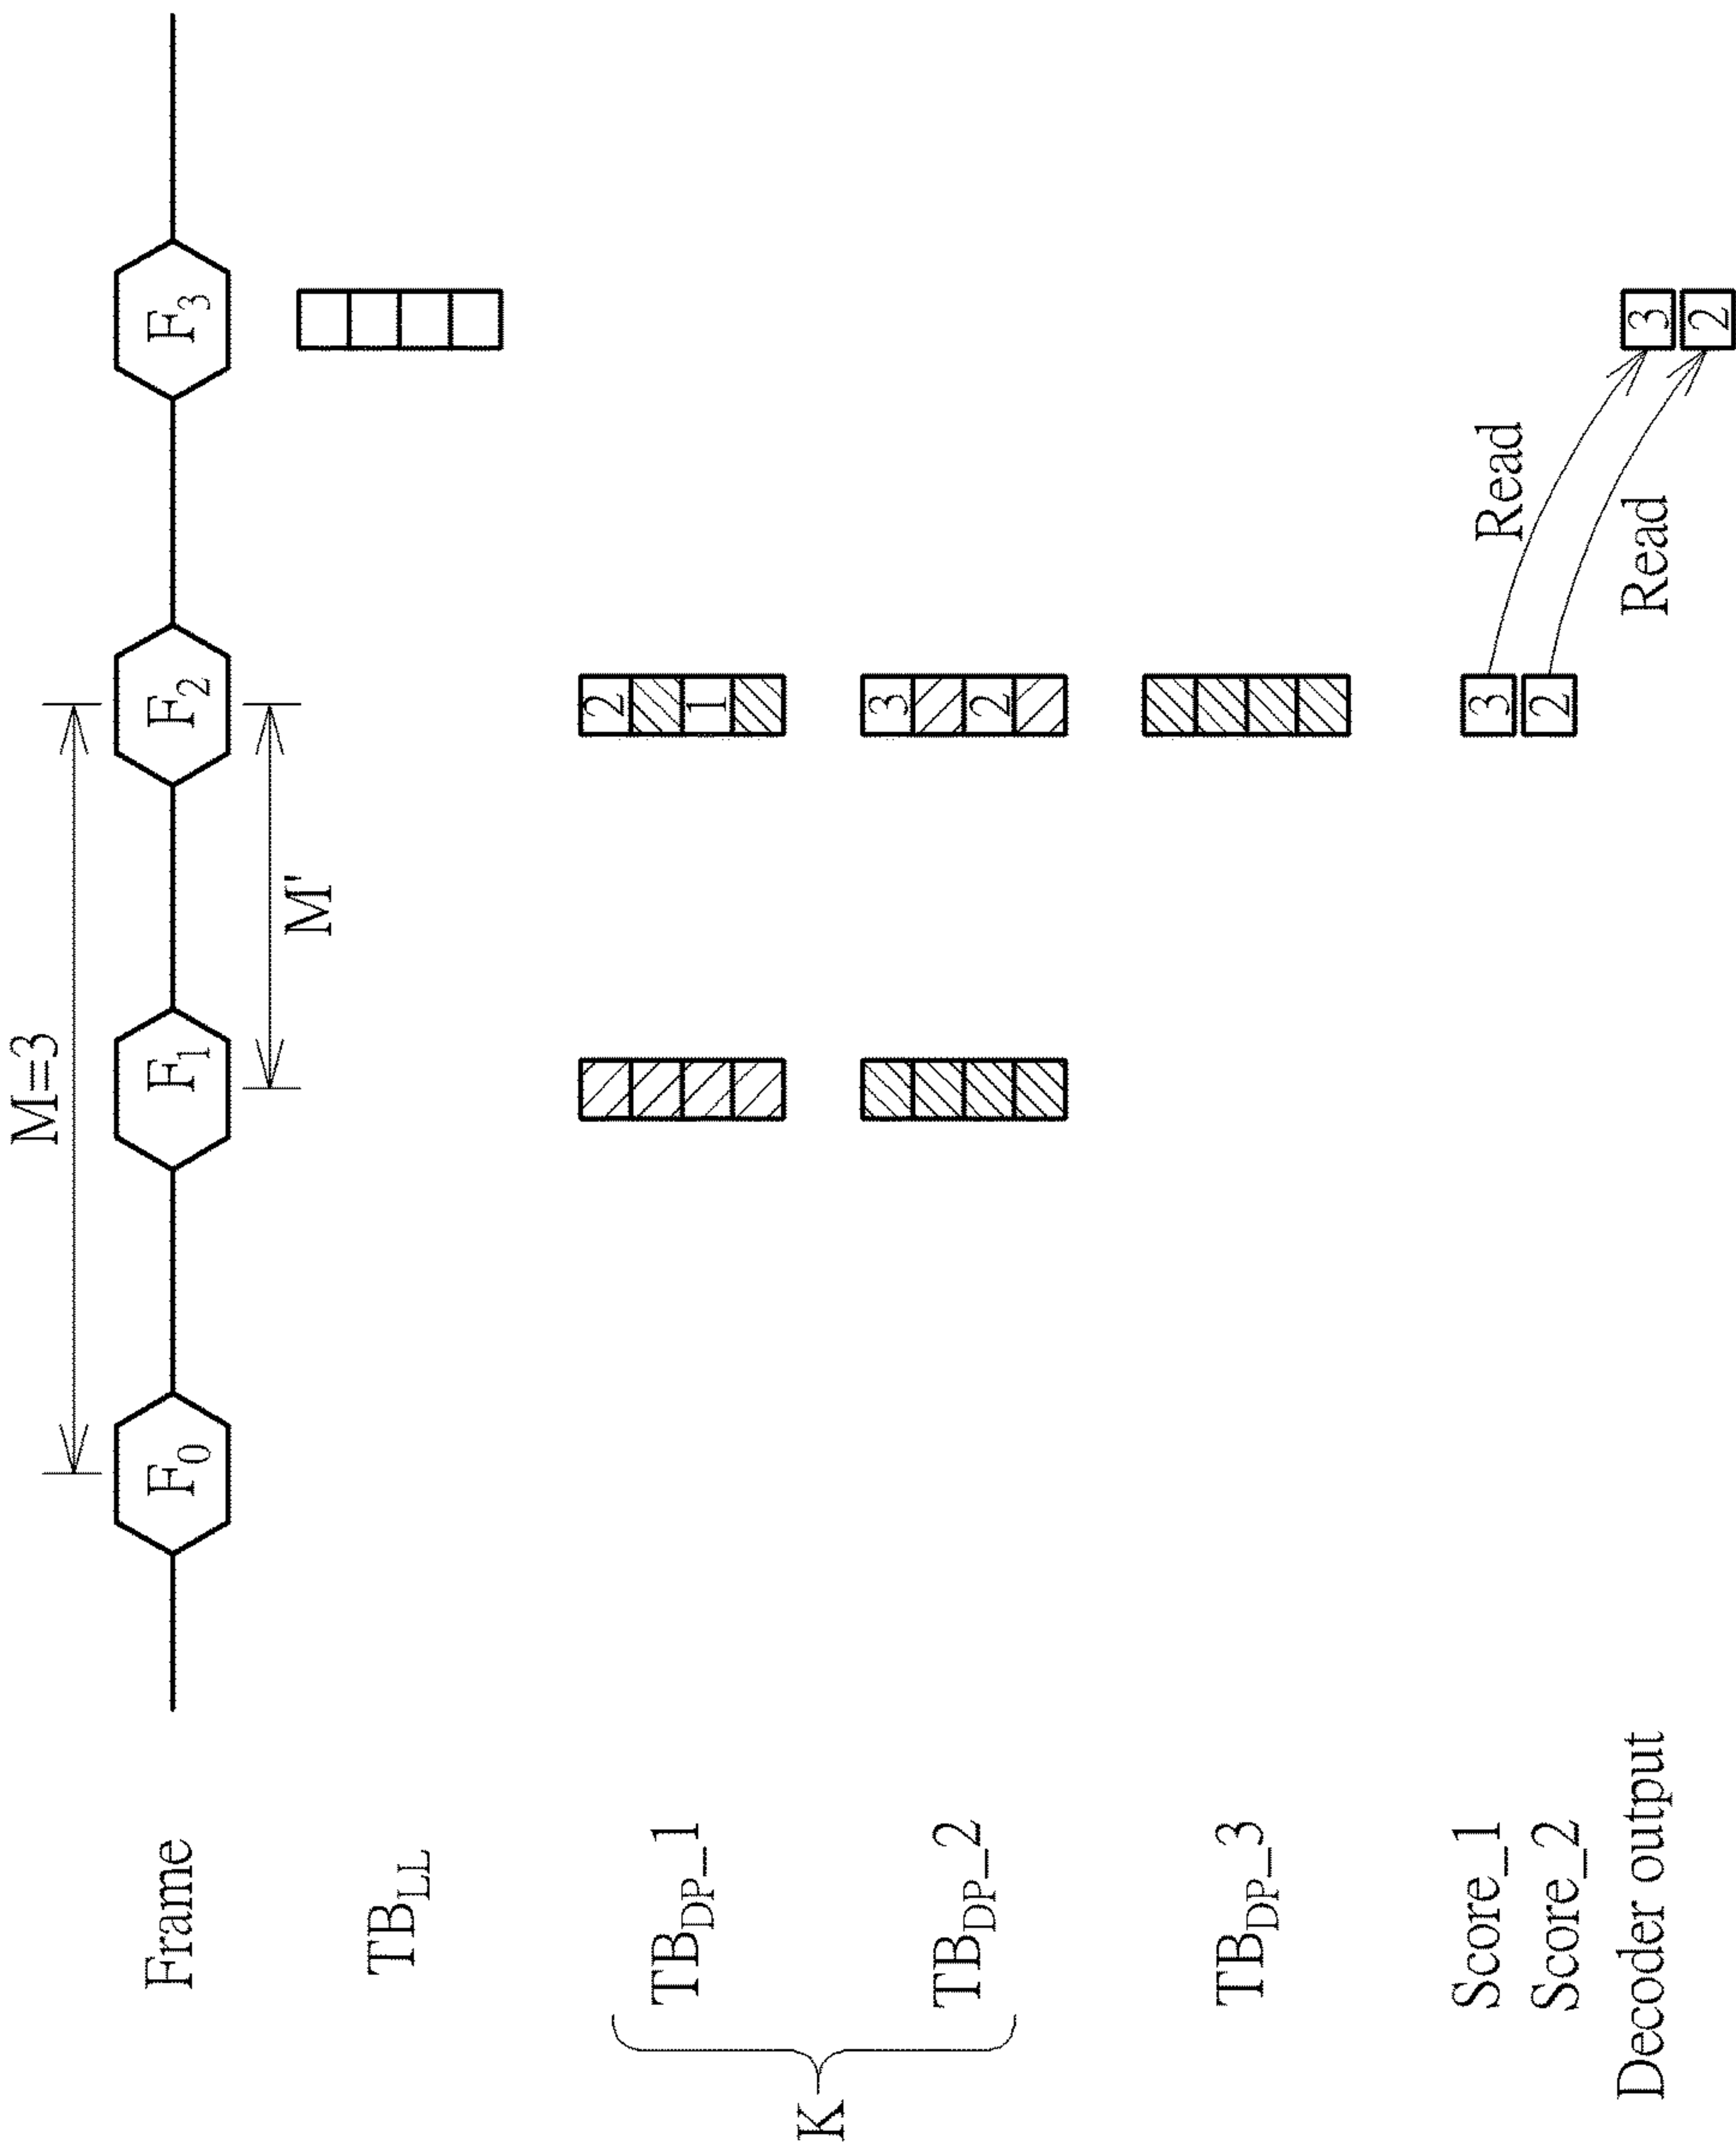 M=3
Frame F₀ F₁ F₂ F₃
M'
TB_LL
K
TB_DP_1 2 1
TB_DP_2 3 2
TB_DP_3
Score_1 3 Read
Score_2 2 Read
Decoder output 3
2